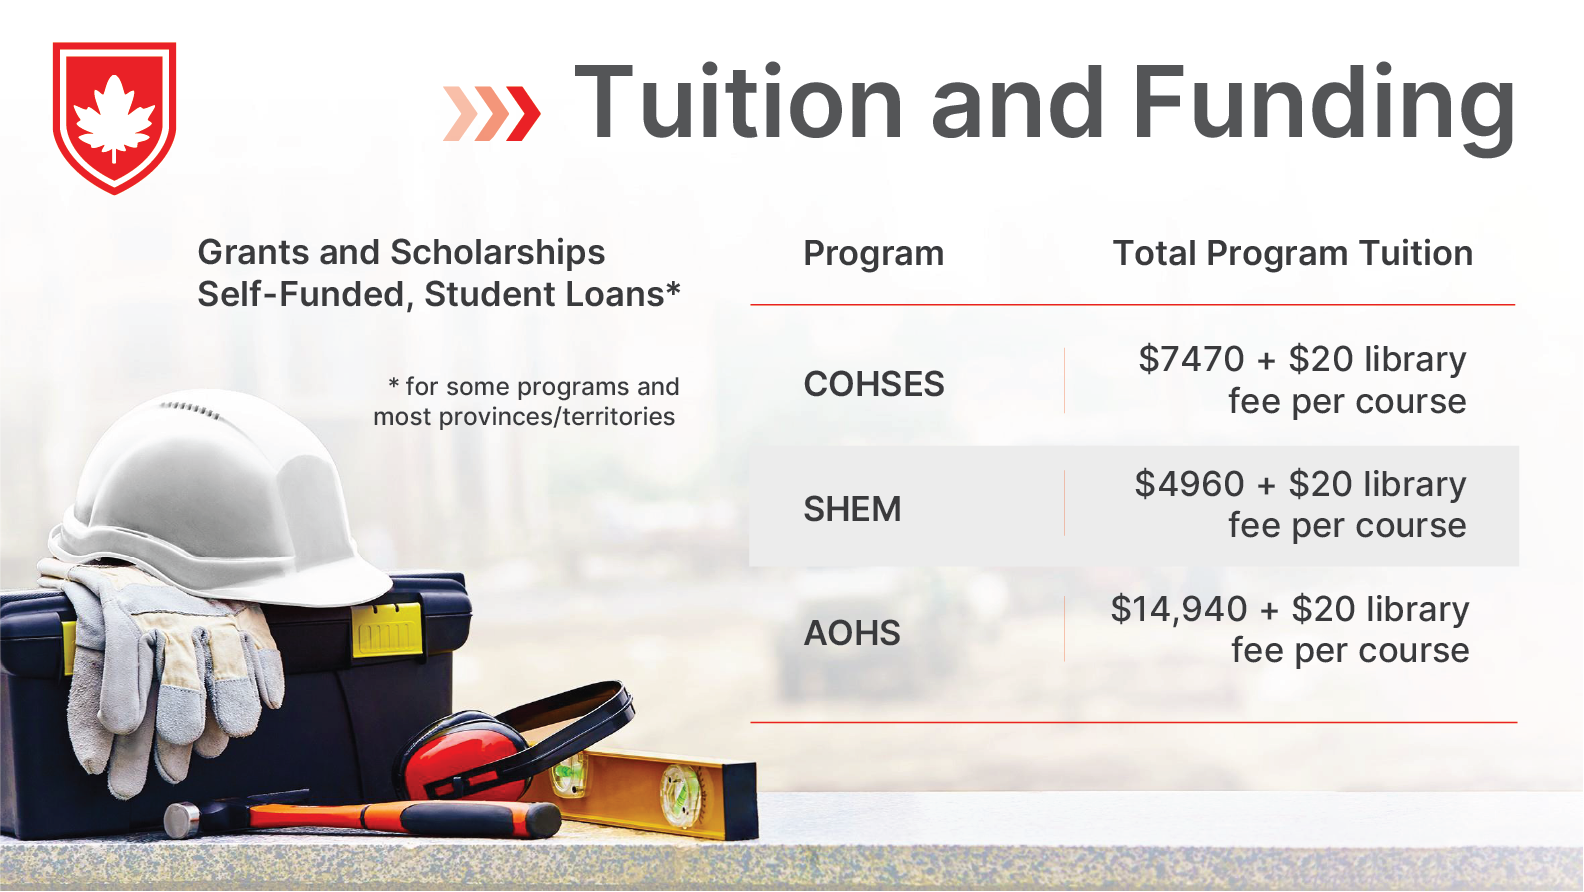 Tuition and Funding
Grants and Scholarships
Self-Funded, Student Loans*
* for some programs and
most provinces/territories
Program Total Program Tuition
COHSES $7470 + $20 library
fee per course
SHEM $4960 + $20 library
fee per course
AOHS $14,940 + $20 library
fee per course